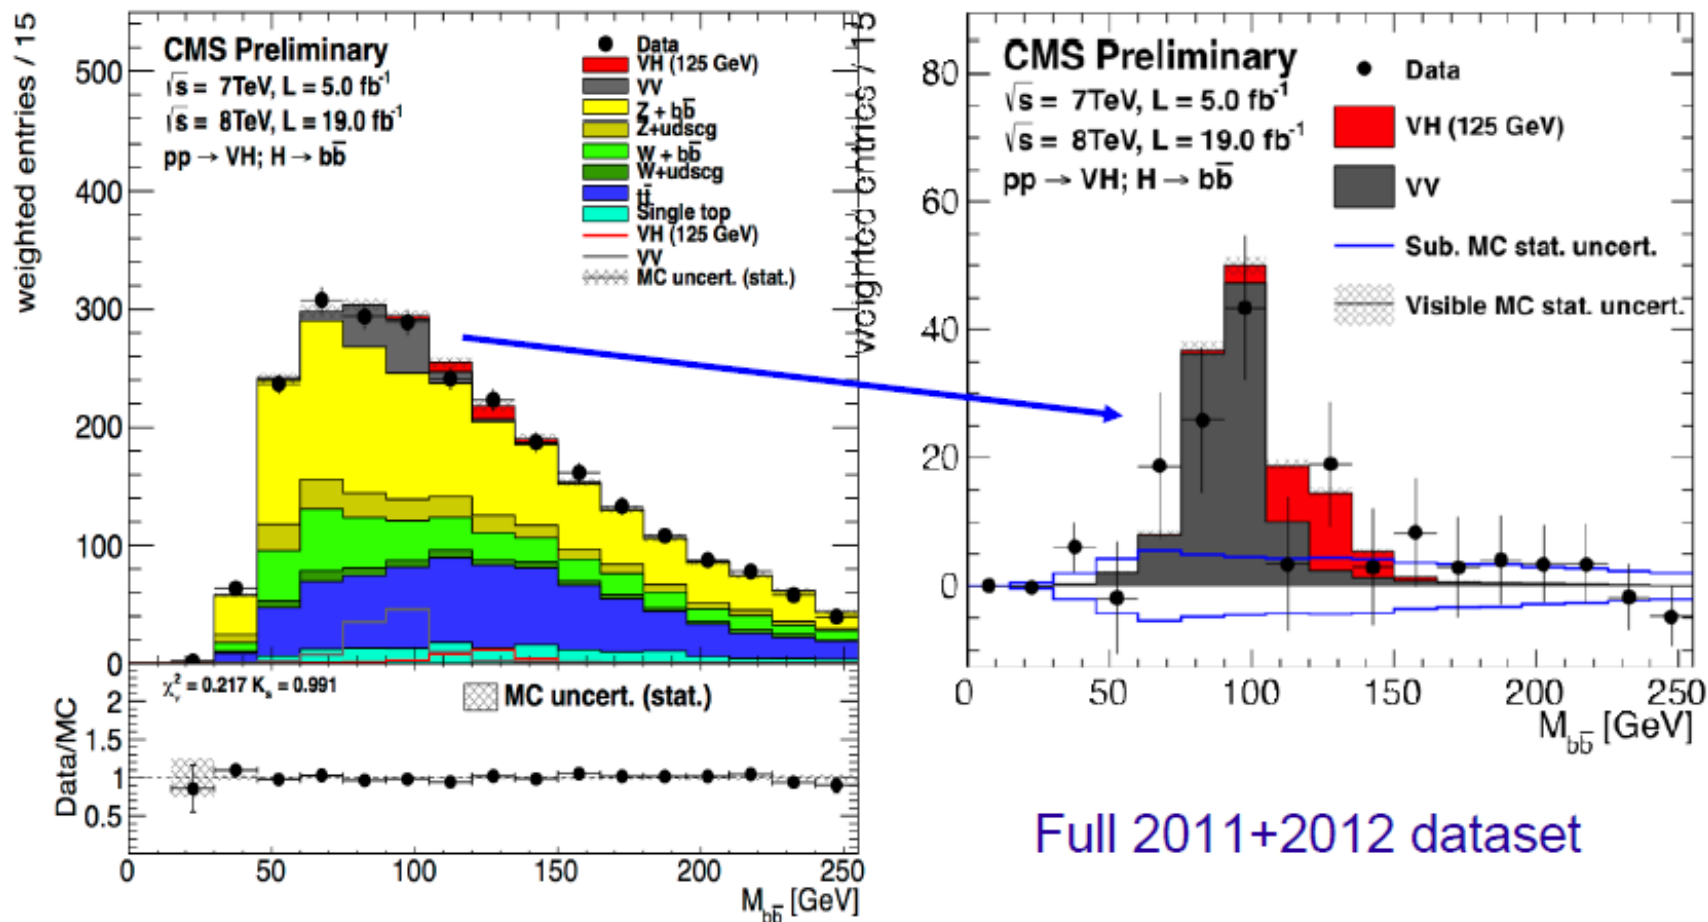 weighted entries / 15
500
400
300
200
100
0
CMS Preliminary
√s = 7TeV, L = 5.0 fb⁻¹
√s = 8TeV, L = 19.0 fb⁻¹
pp → VH; H → bb̅
Data
VH (125 GeV)
VV
Z + bb̅
Z+udscg
W + bb̅
W+udscg
tt̅
Single top
VH (125 GeV)
VV
MC uncert. (stat.)
χ²ᵥ = 0.217 Kₛ = 0.991
MC uncert. (stat.)
Data/MC
2
1.5
1
0.5
0 50 100 150 200 250
M_bb̅ [GeV]
weighted entries / 15
80
60
40
20
0
CMS Preliminary
√s = 7TeV, L = 5.0 fb⁻¹
√s = 8TeV, L = 19.0 fb⁻¹
pp → VH; H → bb̅
Data
VH (125 GeV)
VV
Sub. MC stat. uncert.
Visible MC stat. uncert.
0 50 100 150 200 250
M_bb̅ [GeV]
Full 2011+2012 dataset